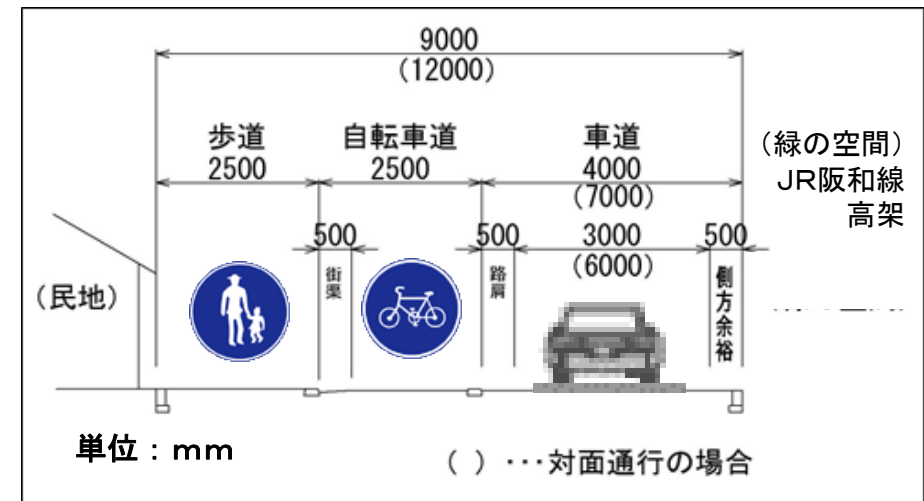 9000
(12000)
歩道
2500
自転車道
2500
車道
4000
(7000)
(緑の空間)
JR阪和線
高架
500
500
3000
(6000)
500
街渠
路肩
側方余裕
(民地)
単位：mm
( )･･･対面通行の場合